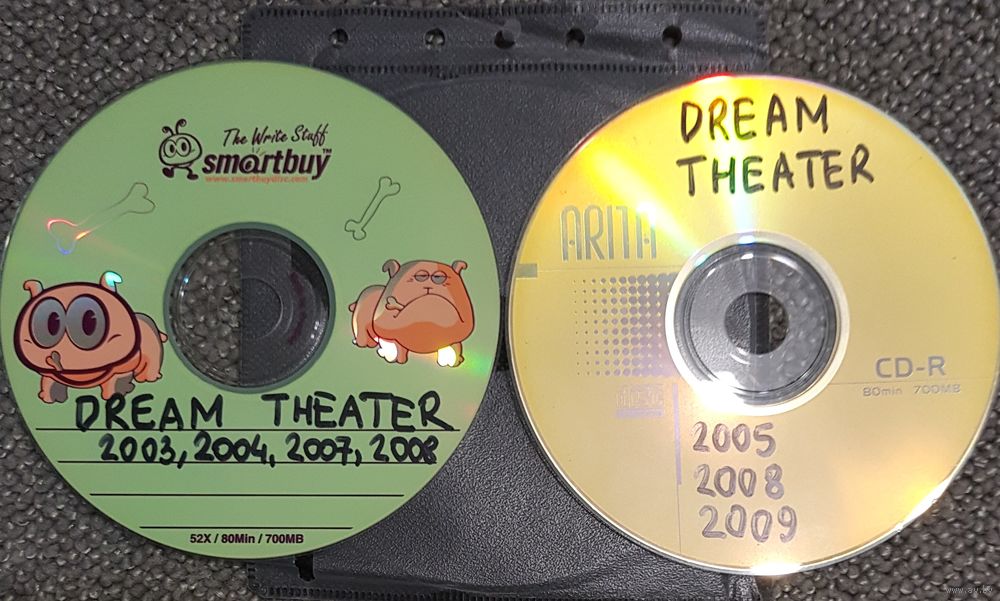 The Write Stuff
smartbuy™
www.smartbuydisc.com
DREAM THEATER
2003, 2004, 2007, 2008
52X / 80Min / 700MB
DREAM
THEATER
ARITA
CD-R
80min 700MB
2005
2008
2009